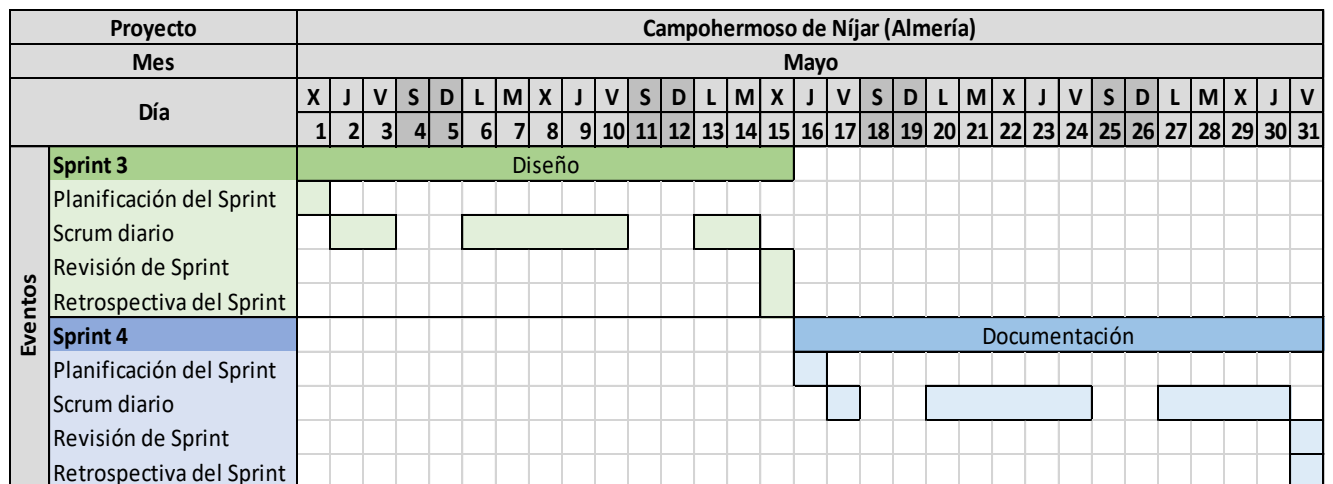 Proyecto Campohermoso de Níjar (Almería)
Mes Mayo
Día
X J V S D L M X J V S D L M X J V S D L M X J V S D L M X J V
1 2 3 4 5 6 7 8 9 10 11 12 13 14 15 16 17 18 19 20 21 22 23 24 25 26 27 28 29 30 31
Eventos
Sprint 3 Diseño
Planificación del Sprint
Scrum diario
Revisión de Sprint
Retrospectiva del Sprint
Sprint 4 Documentación
Planificación del Sprint
Scrum diario
Revisión de Sprint
Retrospectiva del Sprint